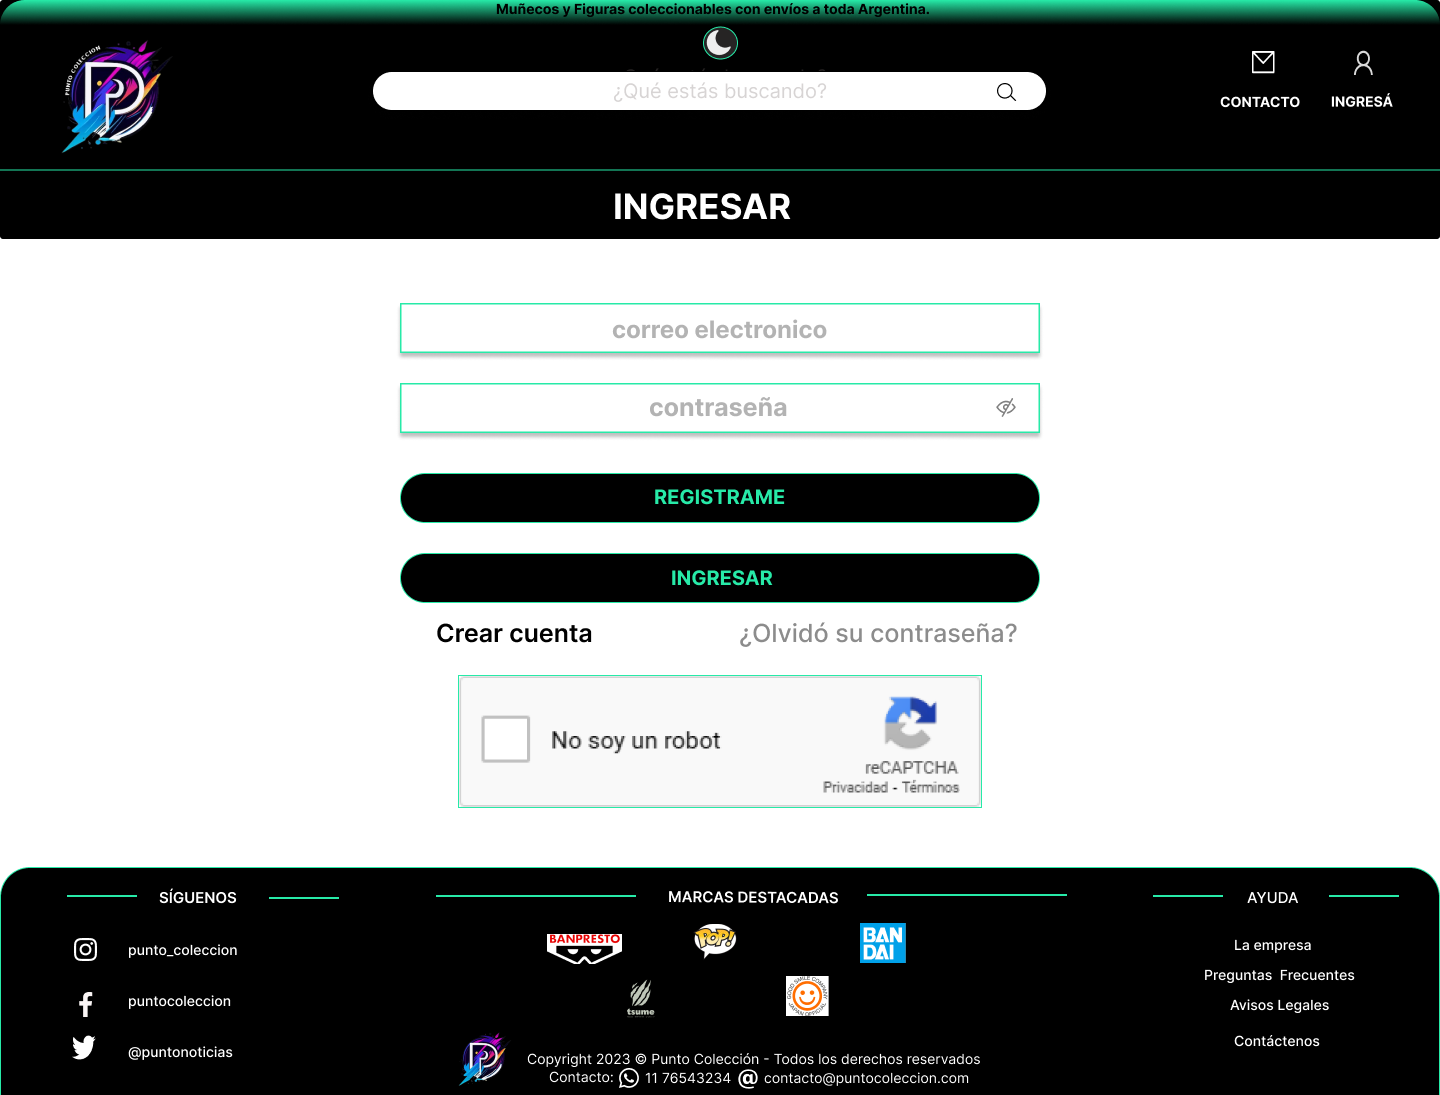 Muñecos y Figuras coleccionables con envíos a toda Argentina.
PUNTO COLECCION
¿Qué estás buscando?
CONTACTO
INGRESÁ
INGRESAR
correo electronico
contraseña
REGISTRAME
INGRESAR
Crear cuenta
¿Olvidó su contraseña?
No soy un robot
reCAPTCHA
Privacidad - Términos
SÍGUENOS
punto_coleccion
puntocoleccion
@puntonoticias
MARCAS DESTACADAS
BANPRESTO
POP!
BAN
DAI
tsume
GOOD SMILE COMPANY
JAPAN OFFICIAL
AYUDA
La empresa
Preguntas Frecuentes
Avisos Legales
Contáctenos
Copyright 2023 © Punto Colección - Todos los derechos reservados
Contacto: 11 76543234 @ contacto@puntocoleccion.com